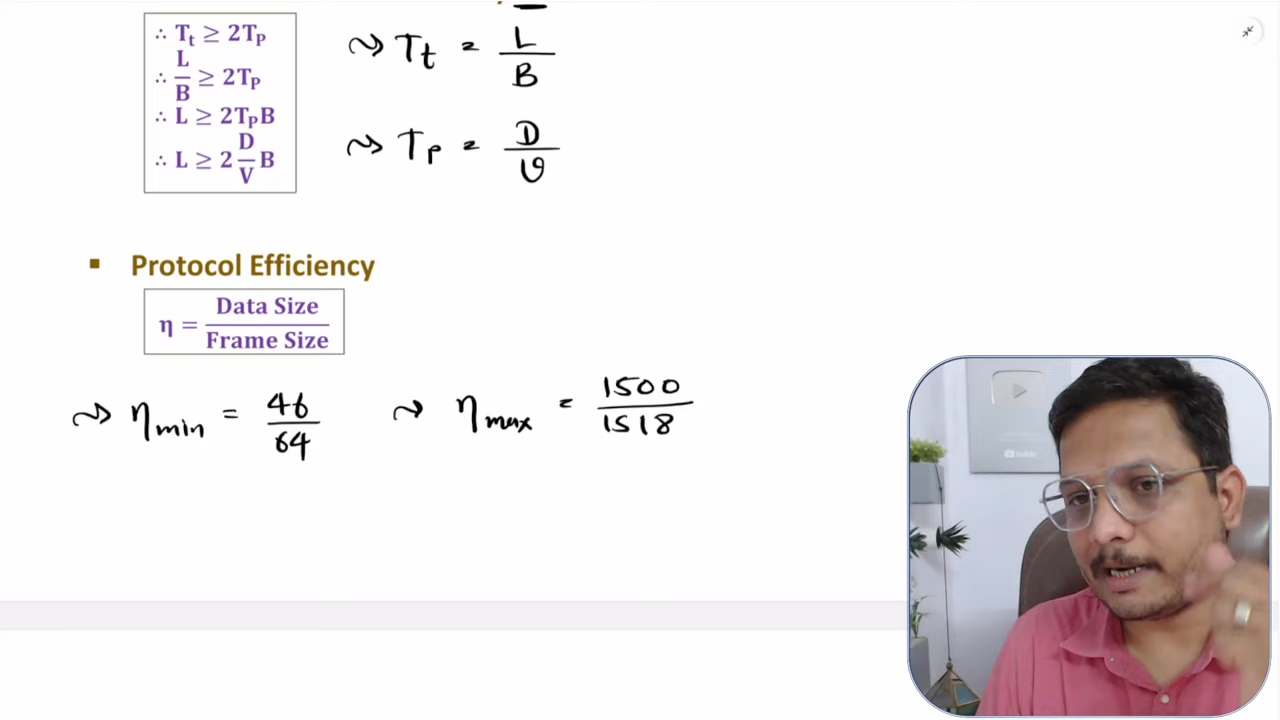 ∴ Tt ≥ 2TP
∴ L/B ≥ 2TP
∴ L ≥ 2TPB
∴ L ≥ 2 D/V B
Tt = L/B
TP = D/v
▪ Protocol Efficiency
η = Data Size/Frame Size
ηmin = 46/64
ηmax = 1500/1518